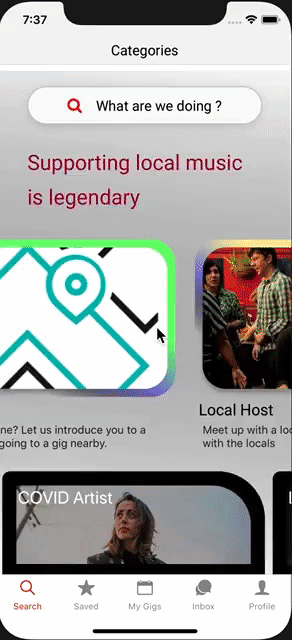 7:37
Categories
What are we doing ?
Supporting local music
is legendary
Local Host
ne? Let us introduce you to a
going to a gig nearby.
Meet up with a loc
with the locals
COVID Artist
Search
Saved
My Gigs
Inbox
Profile